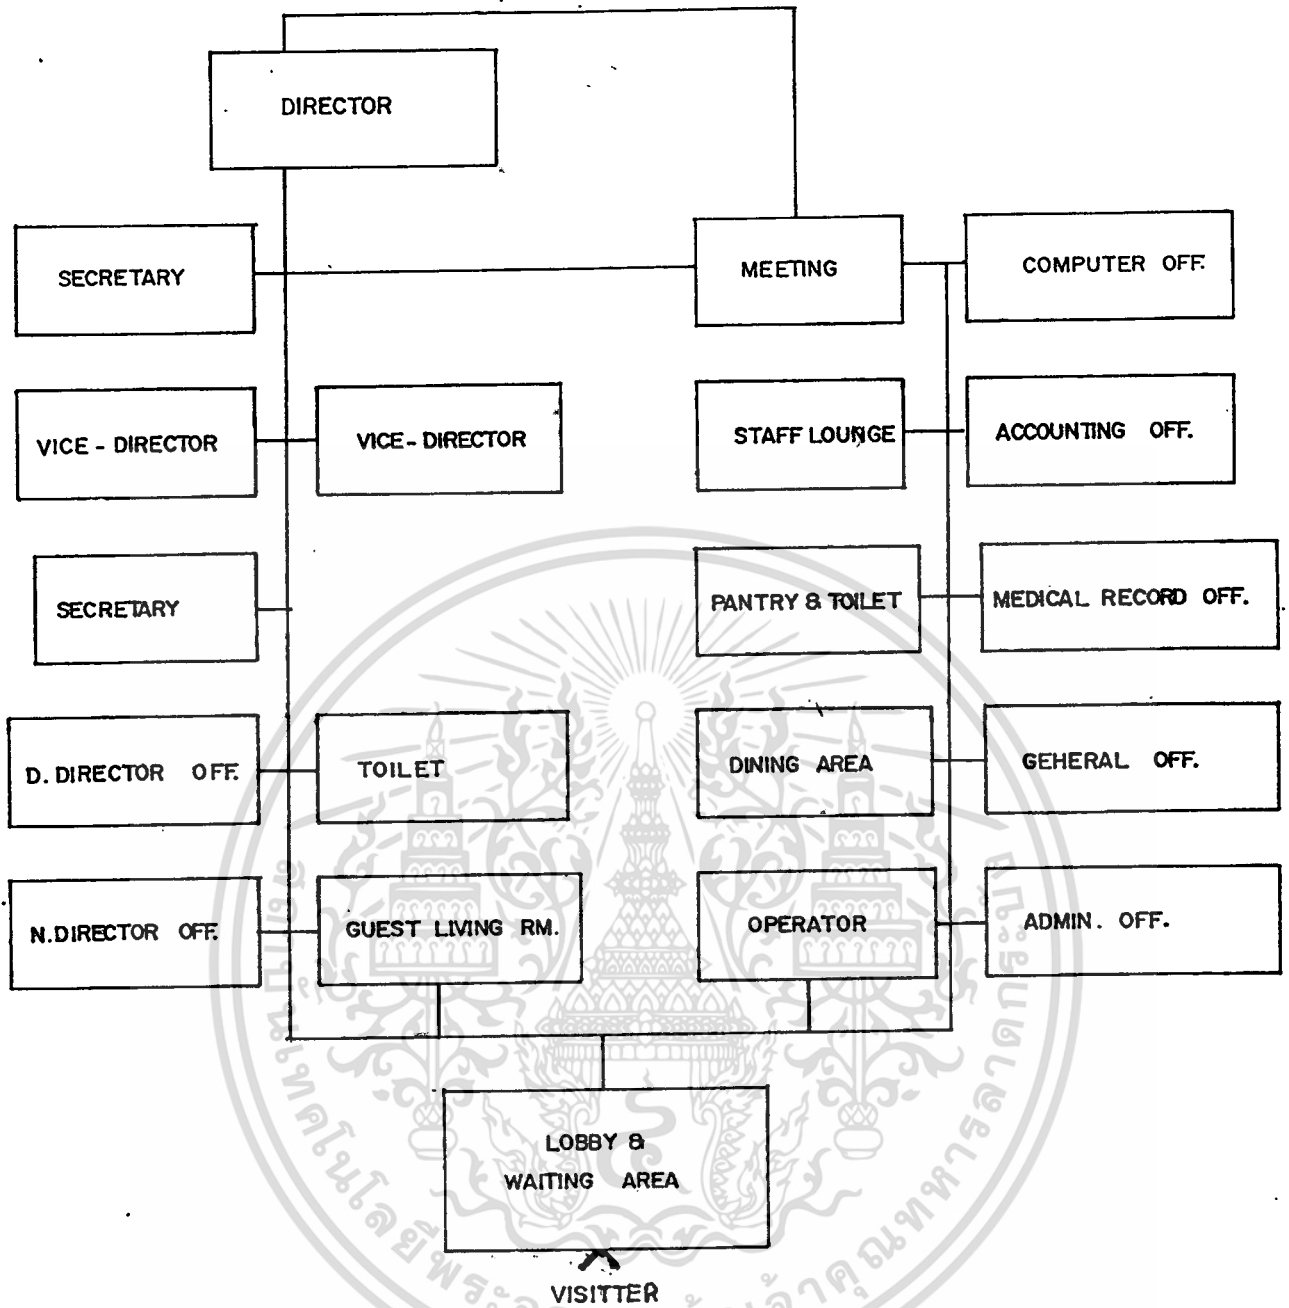 DIRECTOR
SECRETARY
MEETING
COMPUTER OFF.
VICE - DIRECTOR
VICE - DIRECTOR
STAFF LOUNGE
ACCOUNTING OFF.
SECRETARY
PANTRY & TOILET
MEDICAL RECORD OFF.
D. DIRECTOR OFF.
TOILET
DINING AREA
GEHERAL OFF.
N.DIRECTOR OFF.
GUEST LIVING RM.
OPERATOR
ADMIN. OFF.
LOBBY &
WAITING AREA
VISITTER